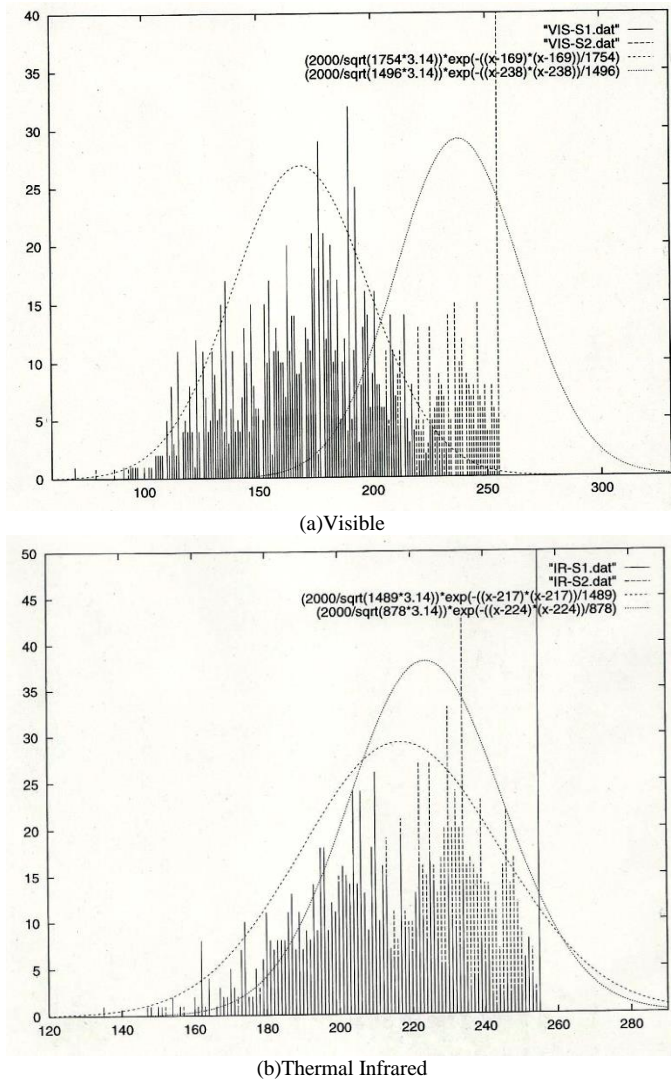 40
35
30
25
20
15
10
5
0
"VIS-S1.dat"
"VIS-S2.dat"
(2000/sqrt(1754*3.14))*exp(-((x-169)*(x-169))/1754)
(2000/sqrt(1496*3.14))*exp(-((x-238)*(x-238))/1496)
100 150 200 250 300
(a)Visible
50
45
40
35
30
25
20
15
10
5
0
"IR-S1.dat"
"IR-S2.dat"
(2000/sqrt(1489*3.14))*exp(-((x-217)*(x-217))/1489)
(2000/sqrt(878*3.14))*exp(-((x-224)*(x-224))/878)
120 140 160 180 200 220 240 260 280
(b)Thermal Infrared